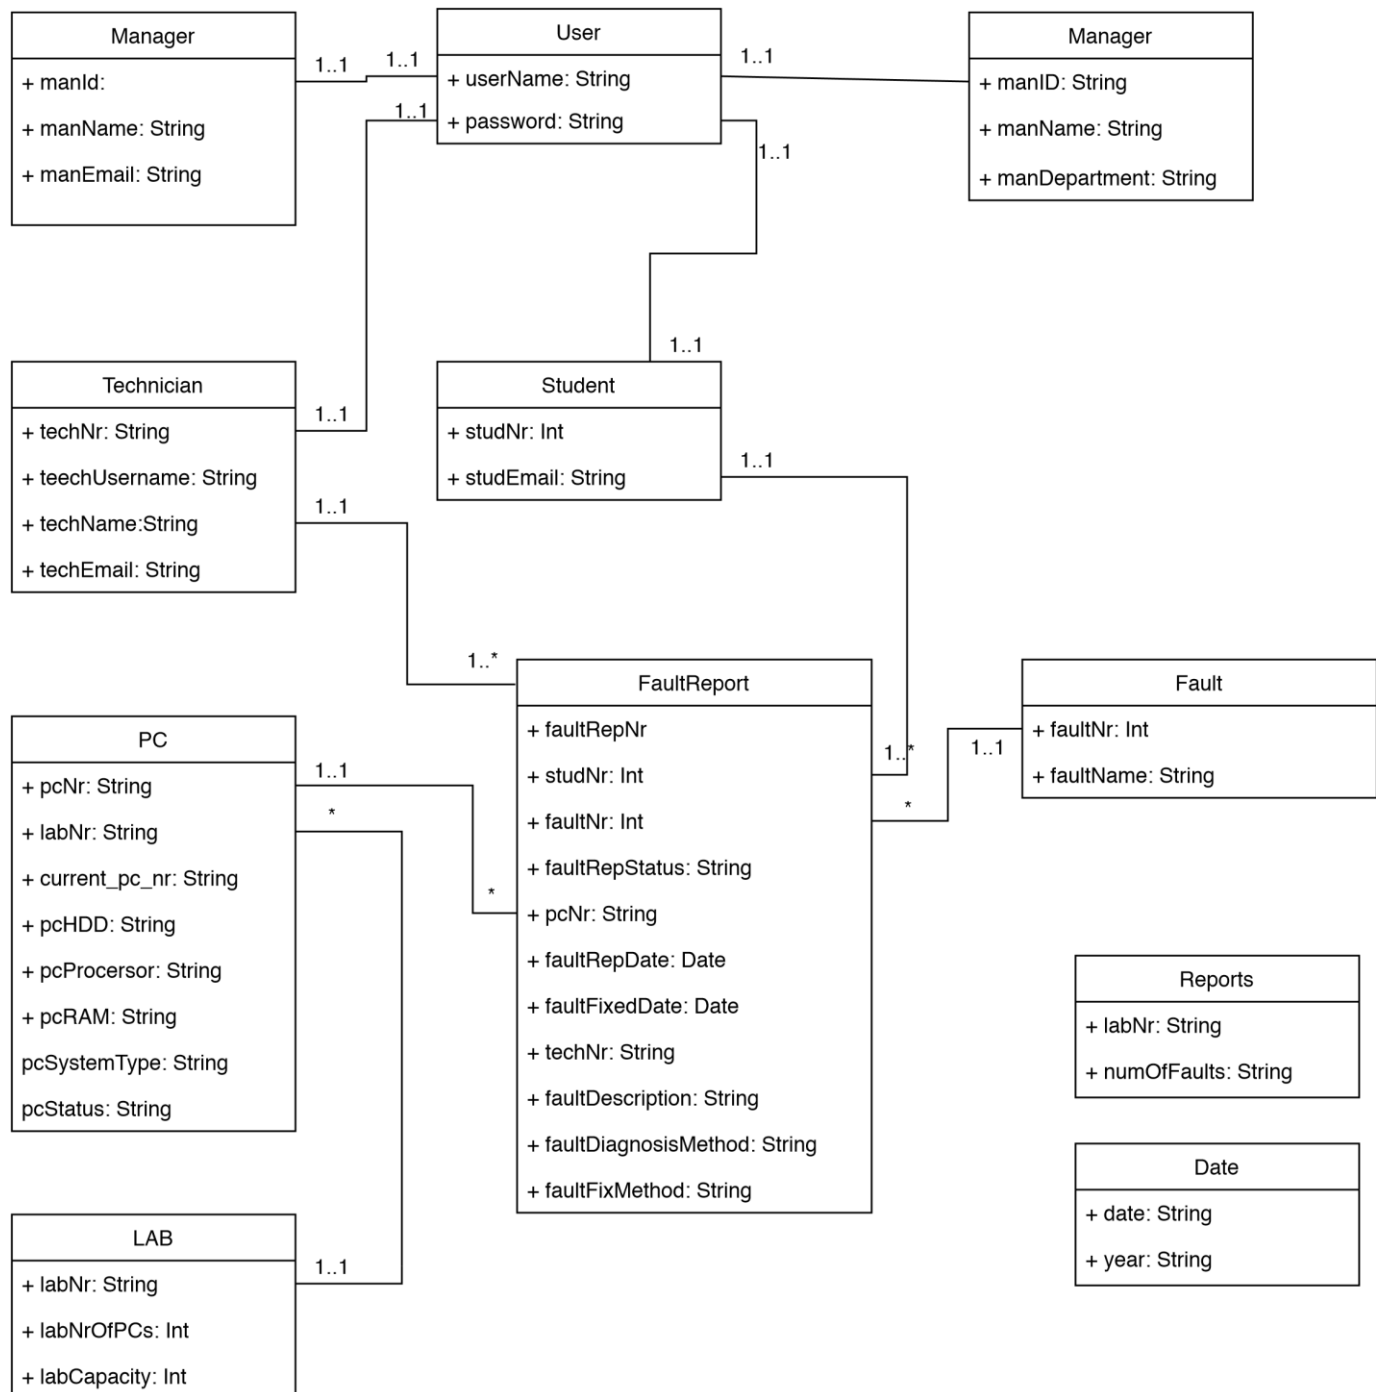 Manager
+ manId:
+ manName: String
+ manEmail: String
1..1
1..1
User
+ userName: String
+ password: String
1..1
1..1
1..1
Manager
+ manID: String
+ manName: String
+ manDepartment: String
Technician
+ techNr: String
+ teechUsername: String
+ techName:String
+ techEmail: String
1..1
1..1
1..1
Student
+ studNr: Int
+ studEmail: String
1..1
1..*
FaultReport
+ faultRepNr
+ studNr: Int
+ faultNr: Int
+ faultRepStatus: String
+ pcNr: String
+ faultRepDate: Date
+ faultFixedDate: Date
+ techNr: String
+ faultDescription: String
+ faultDiagnosisMethod: String
+ faultFixMethod: String
1..*
*
1..1
Fault
+ faultNr: Int
+ faultName: String
PC
+ pcNr: String
+ labNr: String
+ current_pc_nr: String
+ pcHDD: String
+ pcProcersor: String
+ pcRAM: String
pcSystemType: String
pcStatus: String
1..1
*
*
Reports
+ labNr: String
+ numOfFaults: String
Date
+ date: String
+ year: String
LAB
+ labNr: String
+ labNrOfPCs: Int
+ labCapacity: Int
1..1